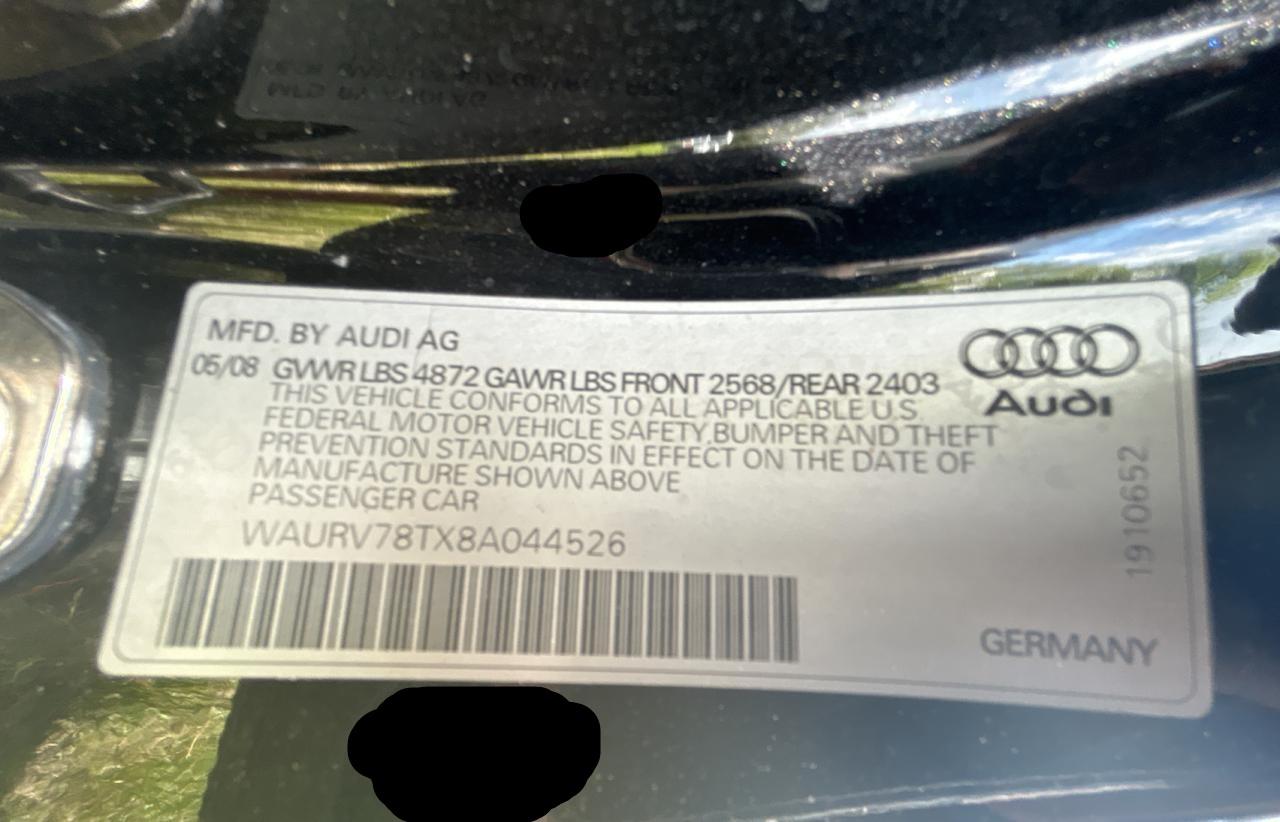 MFD. BY AUDI AG
05/08 GVWR LBS 4872 GAWR LBS FRONT 2568/REAR 2403
THIS VEHICLE CONFORMS TO ALL APPLICABLE U.S.
FEDERAL MOTOR VEHICLE SAFETY, BUMPER AND THEFT
PREVENTION STANDARDS IN EFFECT ON THE DATE OF
MANUFACTURE SHOWN ABOVE
PASSENGER CAR
WAURV78TX8A044526
Audi
1910652
GERMANY